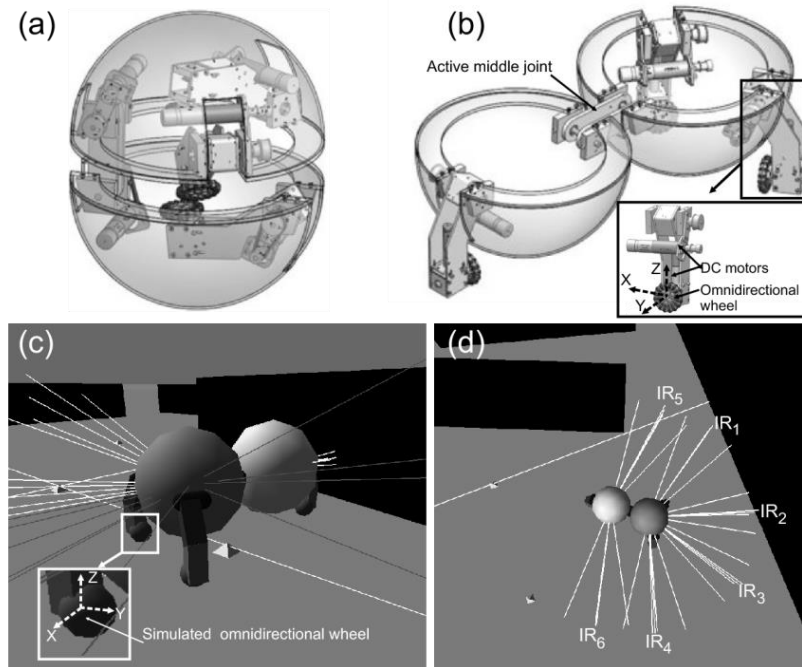 (a)
(b)
Active middle joint
Z
X
Y
DC motors
Omnidirectional
wheel
(c)
Z
Y
X
Simulated omnidirectional wheel
(d)
IR5
IR1
IR2
IR3
IR4
IR6